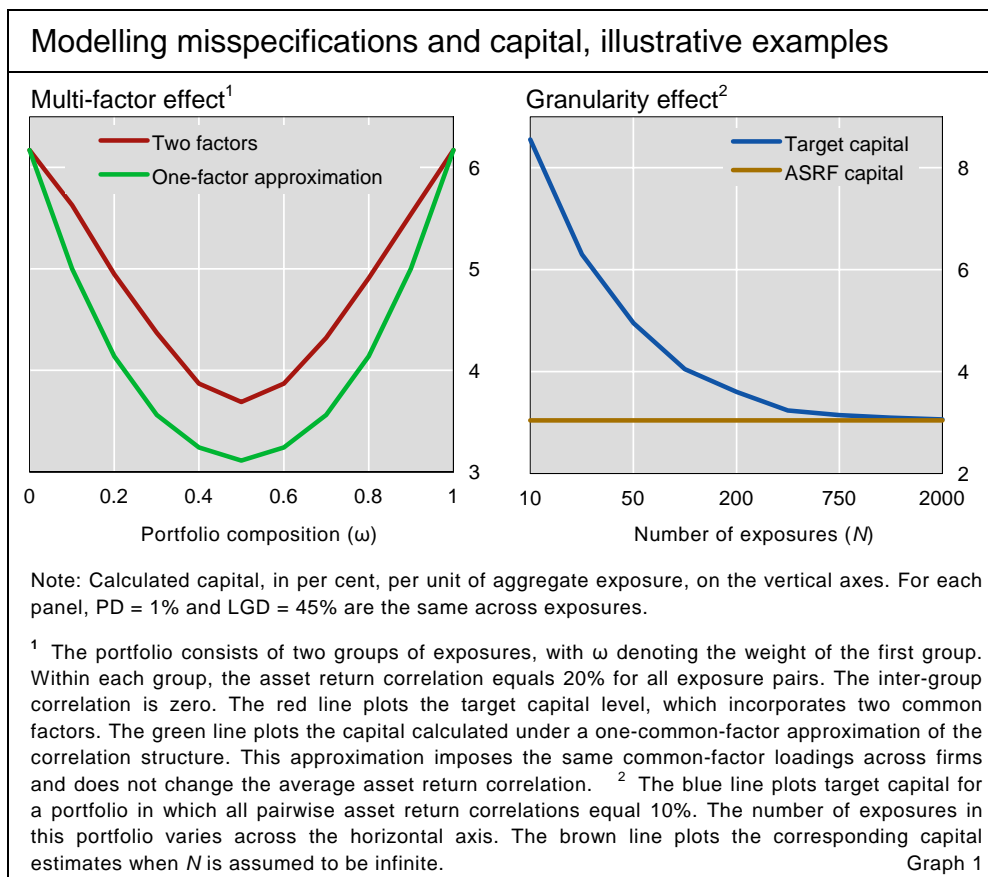 Modelling misspecifications and capital, illustrative examples
Multi-factor effect1
Granularity effect2
Two factors
One-factor approximation
6
5
4
3
0 0.2 0.4 0.6 0.8 1
Portfolio composition (ω)
Target capital
ASRF capital
8
6
4
2
10 50 200 750 2000
Number of exposures (N)
Note: Calculated capital, in per cent, per unit of aggregate exposure, on the vertical axes. For each
panel, PD = 1% and LGD = 45% are the same across exposures.
1 The portfolio consists of two groups of exposures, with ω denoting the weight of the first group.
Within each group, the asset return correlation equals 20% for all exposure pairs. The inter-group
correlation is zero. The red line plots the target capital level, which incorporates two common
factors. The green line plots the capital calculated under a one-common-factor approximation of the
correlation structure. This approximation imposes the same common-factor loadings across firms
and does not change the average asset return correlation. 2 The blue line plots target capital for
a portfolio in which all pairwise asset return correlations equal 10%. The number of exposures in
this portfolio varies across the horizontal axis. The brown line plots the corresponding capital
estimates when N is assumed to be infinite. Graph 1